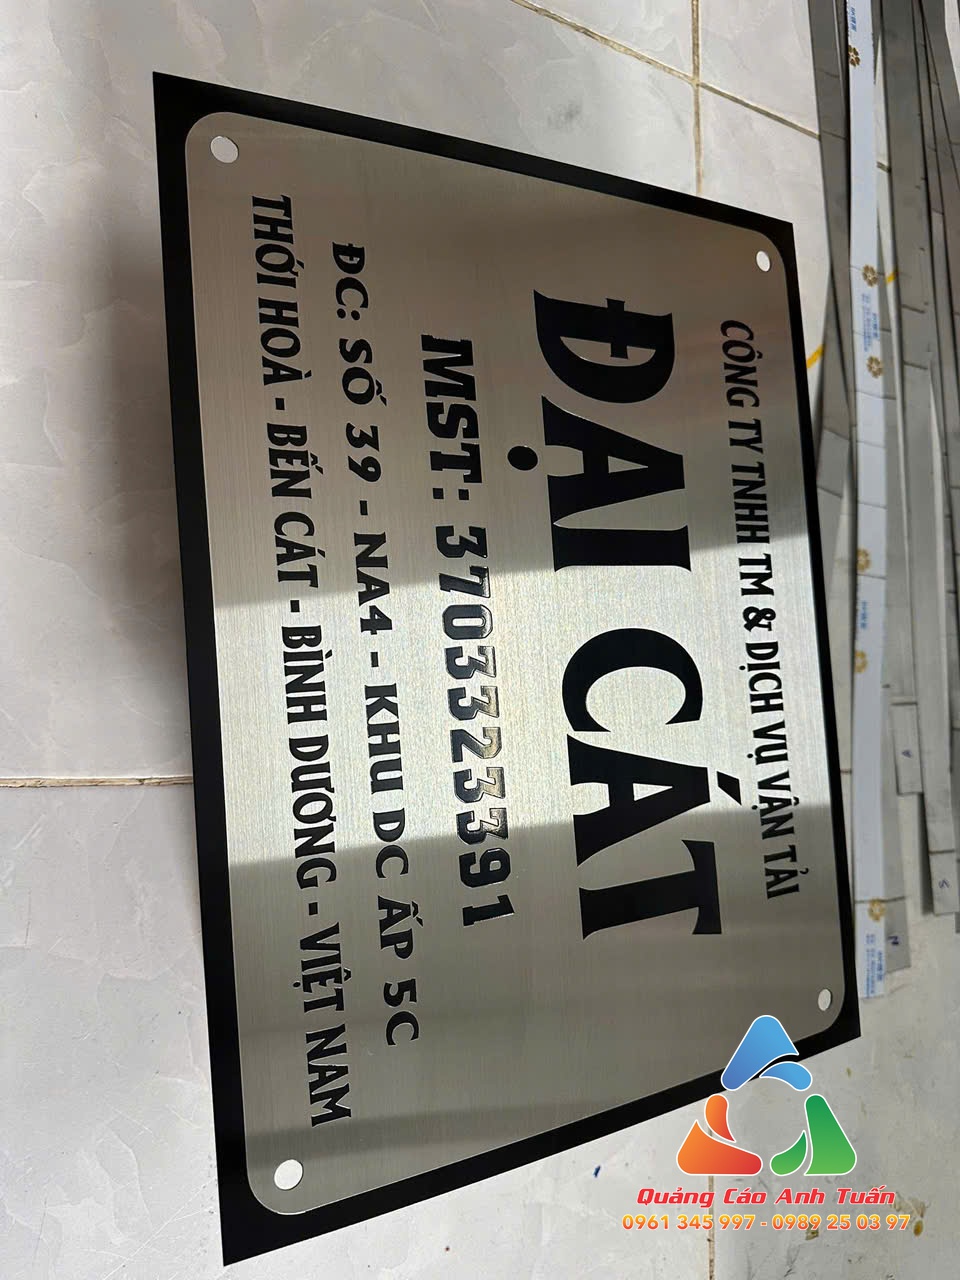 CÔNG TY TNHH TM & DỊCH VỤ VẬN TẢI
ĐẠI CÁT
MST: 3703323391
ĐC: SỐ 39 - NA4 - KHU DC ẤP 5C
THỚI HOÀ - BẾN CÁT - BÌNH DƯƠNG - VIỆT NAM
Quảng Cáo Anh Tuấn
0961 345 997 - 0989 25 03 97